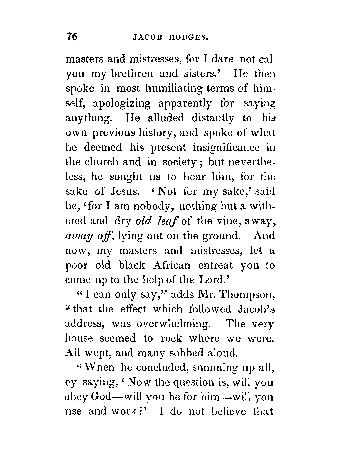 76 JACOB HODGES.
masters and mistresses, for I dare not call
you my brethren and sisters.' He then
spoke in most humiliating terms of him-
self, apologizing apparently for saying
anything. He alluded distantly to his
own previous history, and spoke of what
he deemed his present insignificance in
the church and in society; but neverthe-
less, he sought us to hear him, for the
sake of Jesus. 'Not for my sake,' said
he, 'for I am nobody, nothing but a with-
ered and dry old leaf of the vine, away,
away off, lying out on the ground. And
now, my masters and mistresses, let a
poor old black African entreat you to
come up to the help of the Lord.'
"I can only say," adds Mr. Thompson,
"that the effect which followed Jacob's
address, was overwhelming. The very
house seemed to rock where we were.
All wept, and many sobbed aloud.
"When he concluded, summing up all,
by saying, 'Now the question is, will you
obey God—will you be for him—will you
rise and work?' I do not believe that